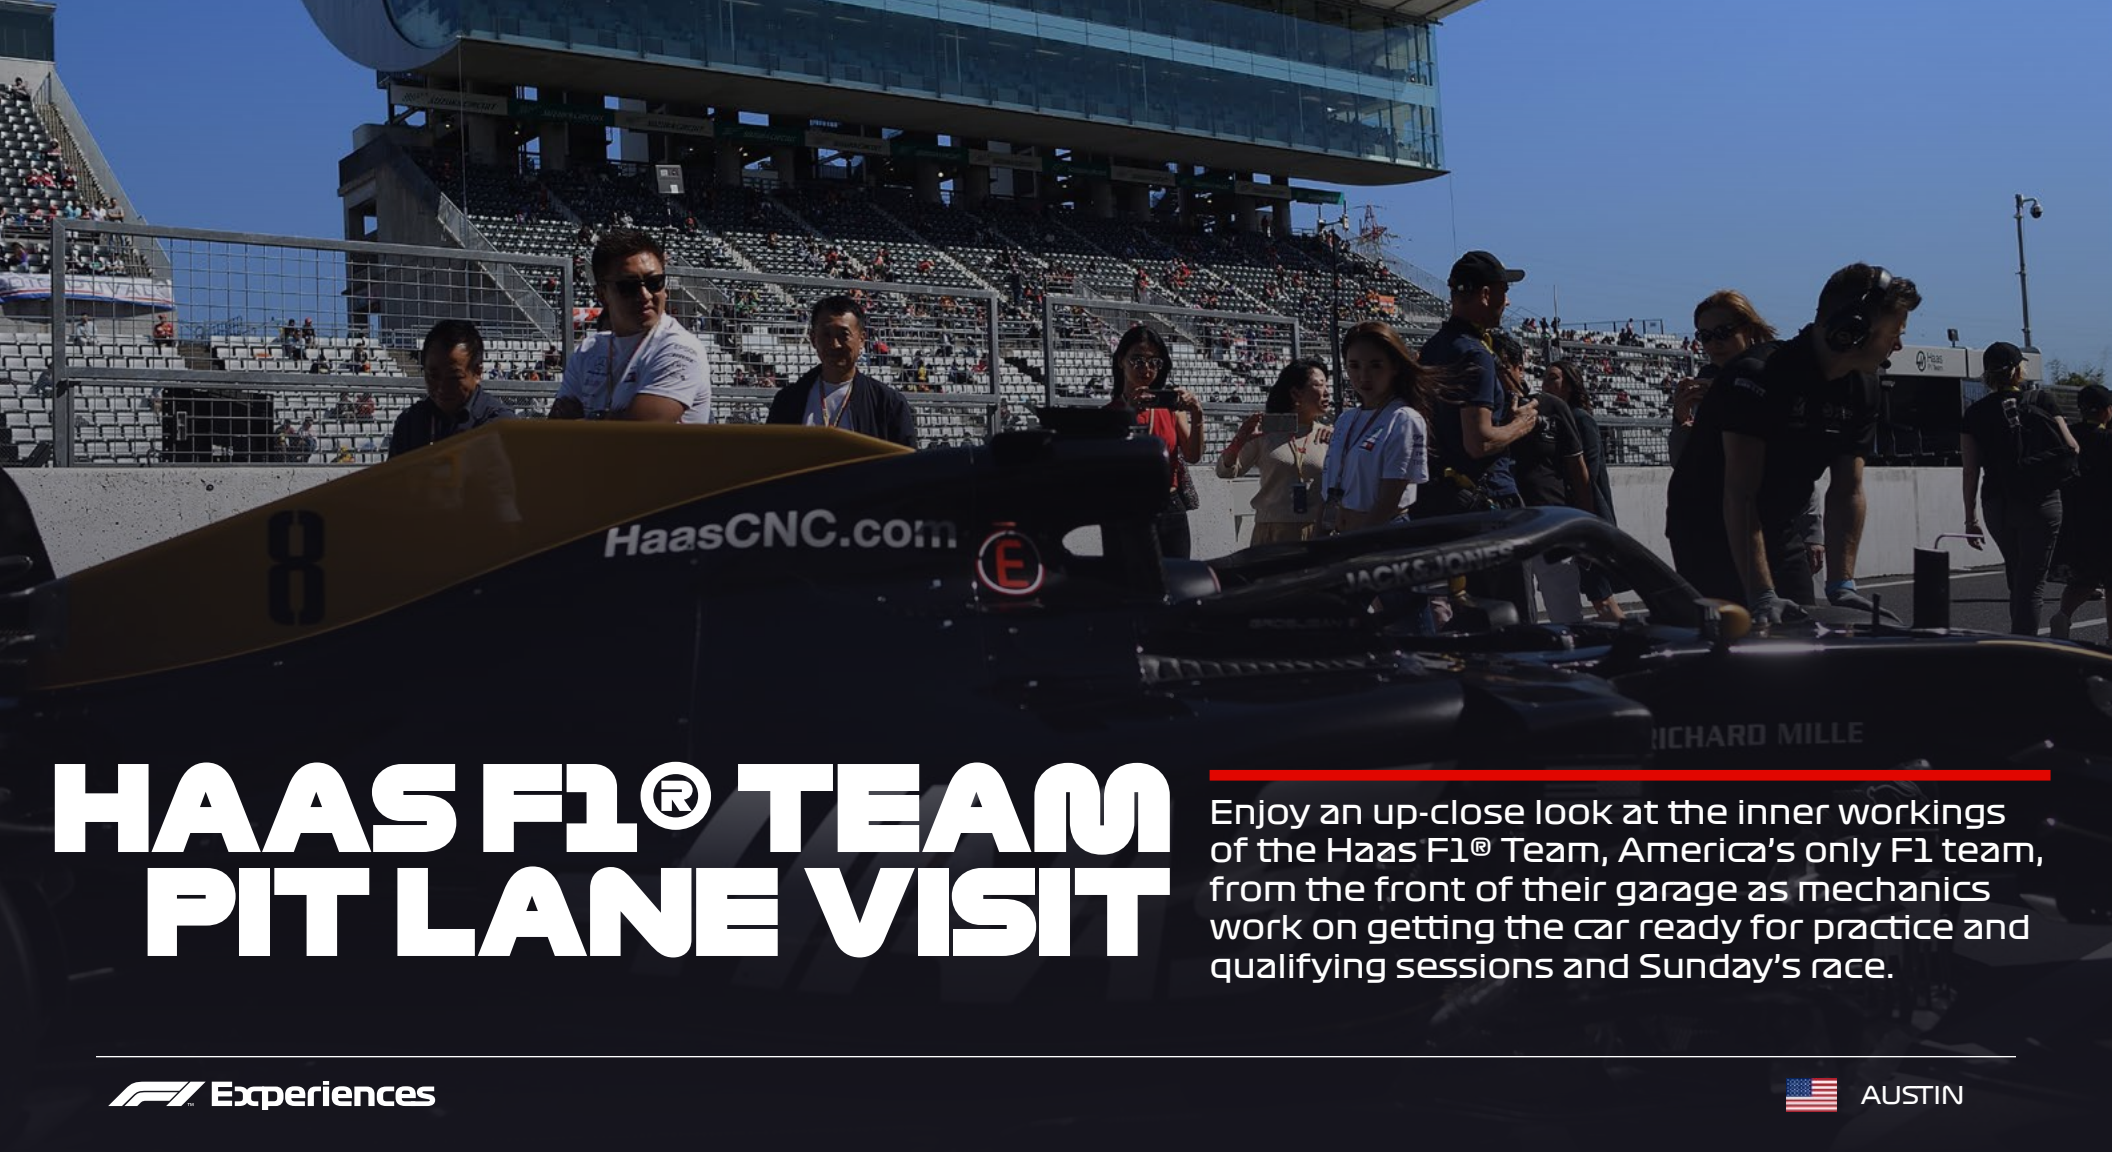 Haas
8
HaasCNC.com
E
JACK & JONES
RICHARD MILLE
HAAS F1® TEAM
PIT LANE VISIT
Enjoy an up-close look at the inner workings
of the Haas F1® Team, America's only F1 team,
from the front of their garage as mechanics
work on getting the car ready for practice and
qualifying sessions and Sunday's race.
F1™ Experiences
AUSTIN